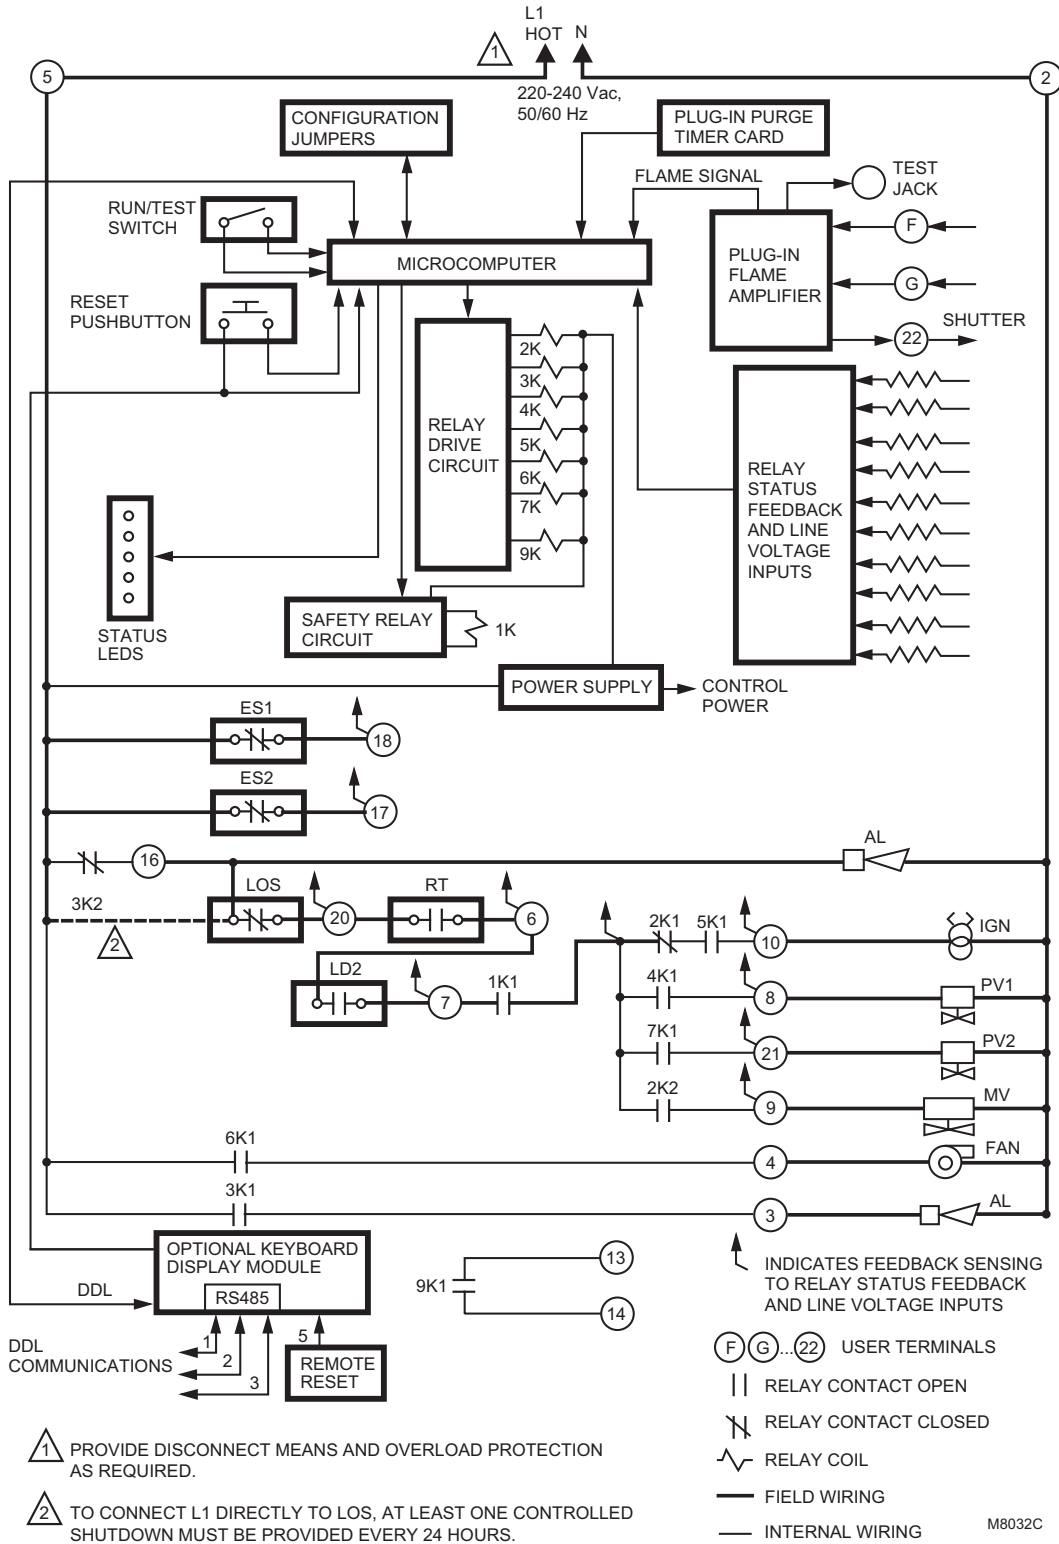 L1
HOT N
1
5
2
220-240 Vac,
50/60 Hz
CONFIGURATION
JUMPERS
PLUG-IN PURGE
TIMER CARD
FLAME SIGNAL
TEST
JACK
RUN/TEST
SWITCH
F
MICROCOMPUTER
PLUG-IN
FLAME
AMPLIFIER
G
RESET
PUSHBUTTON
SHUTTER
22
RELAY
DRIVE
CIRCUIT
2K
3K
4K
5K
6K
7K
9K
RELAY
STATUS
FEEDBACK
AND LINE
VOLTAGE
INPUTS
STATUS
LEDS
SAFETY RELAY
CIRCUIT
1K
POWER SUPPLY
CONTROL
POWER
ES1
18
ES2
17
16
AL
3K2
2
LOS
20
RT
6
2K1
5K1
10
IGN
LD2
7
1K1
4K1
8
PV1
7K1
21
PV2
2K2
9
MV
6K1
4
FAN
3K1
3
AL
OPTIONAL KEYBOARD
DISPLAY MODULE
RS485
DDL
9K1
13
14
INDICATES FEEDBACK SENSING
TO RELAY STATUS FEEDBACK
AND LINE VOLTAGE INPUTS
DDL
COMMUNICATIONS
1
2
3
5
REMOTE
RESET
F G...22 USER TERMINALS
RELAY CONTACT OPEN
RELAY CONTACT CLOSED
RELAY COIL
FIELD WIRING
INTERNAL WIRING
1 PROVIDE DISCONNECT MEANS AND OVERLOAD PROTECTION
AS REQUIRED.
2 TO CONNECT L1 DIRECTLY TO LOS, AT LEAST ONE CONTROLLED
SHUTDOWN MUST BE PROVIDED EVERY 24 HOURS.
M8032C